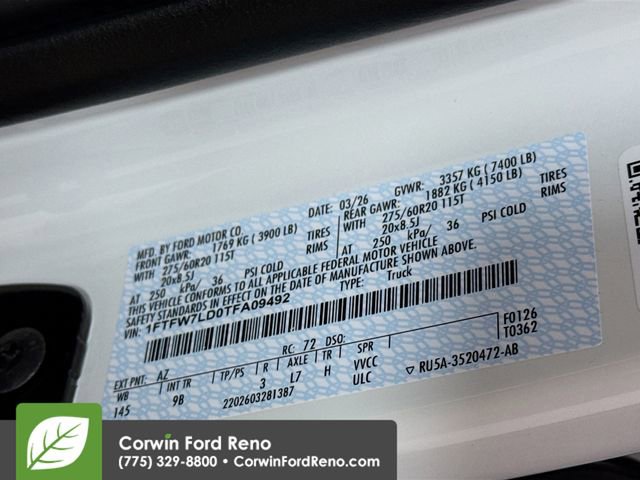 MFD. BY FORD MOTOR CO.
DATE: 03/26 GVWR: 3357 KG ( 7400 LB)
FRONT GAWR: 1769 KG ( 3900 LB) REAR GAWR: 1882 KG ( 4150 LB)
WITH 275/60R20 115T TIRES WITH 275/60R20 115T TIRES
20x8.5J RIMS 20x8.5J RIMS
AT 250 kPa/ 36 PSI COLD AT 250 kPa/ 36 PSI COLD
THIS VEHICLE CONFORMS TO ALL APPLICABLE FEDERAL MOTOR VEHICLE
SAFETY STANDARDS IN EFFECT ON THE DATE OF MANUFACTURE SHOWN ABOVE.
VIN: 1FTFW7LD0TFA09492 TYPE: Truck
EXT PNT: AZ RC: 72 DSO: F0126
WB INT TR TP/PS R AXLE TR SPR T0362
145 9B 3 L7 H VVCC
2202603281387 ULC ▽ RU5A-3520472-AB
Corwin Ford Reno
(775) 329-8800 • CorwinFordReno.com